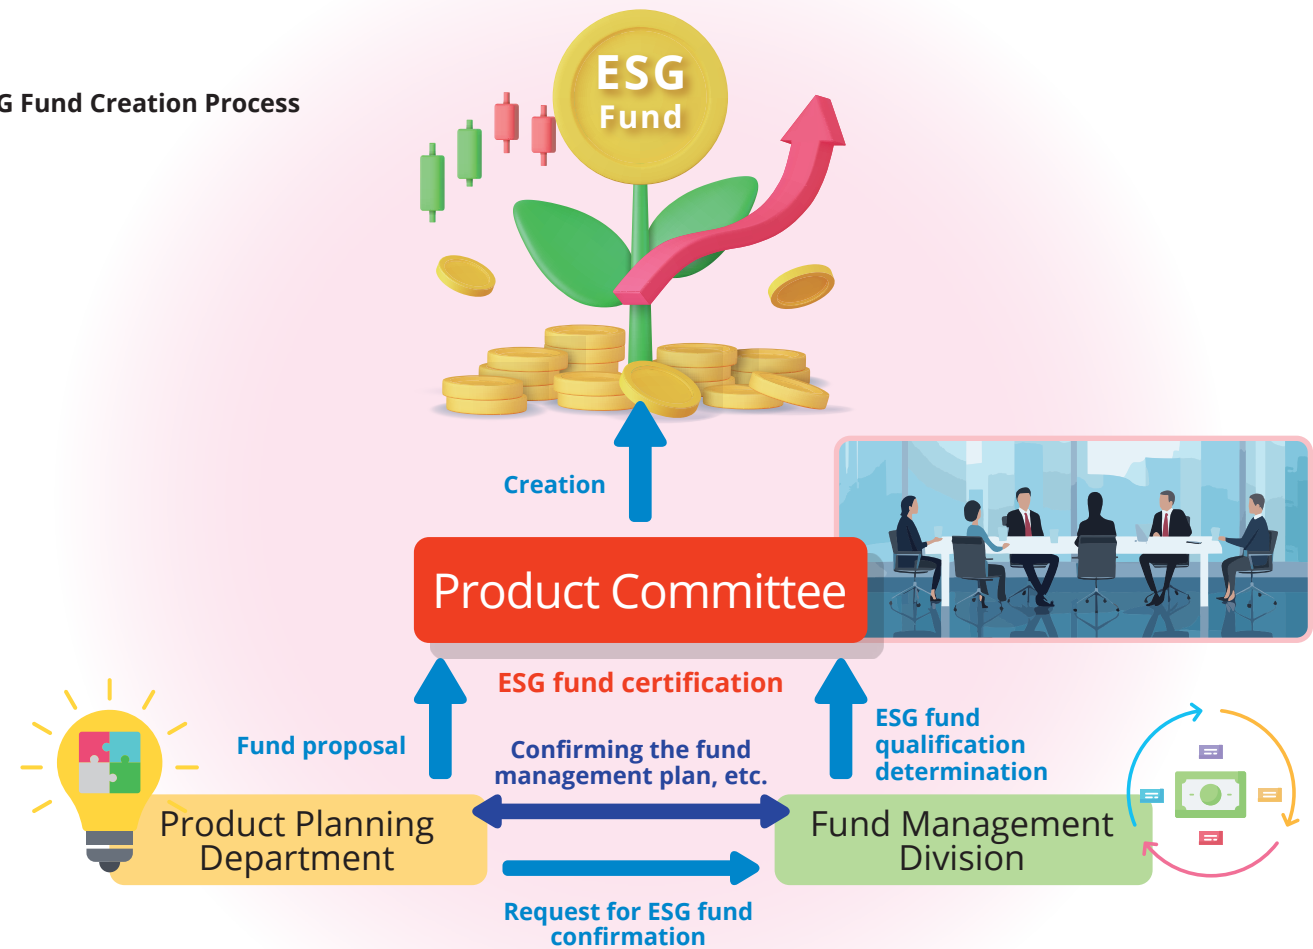 ESG
Fund
G Fund Creation Process
Creation
Product Committee
ESG fund certification
Fund proposal
Confirming the fund
management plan, etc.
ESG fund
qualification
determination
Product Planning
Department
Fund Management
Division
Request for ESG fund
confirmation